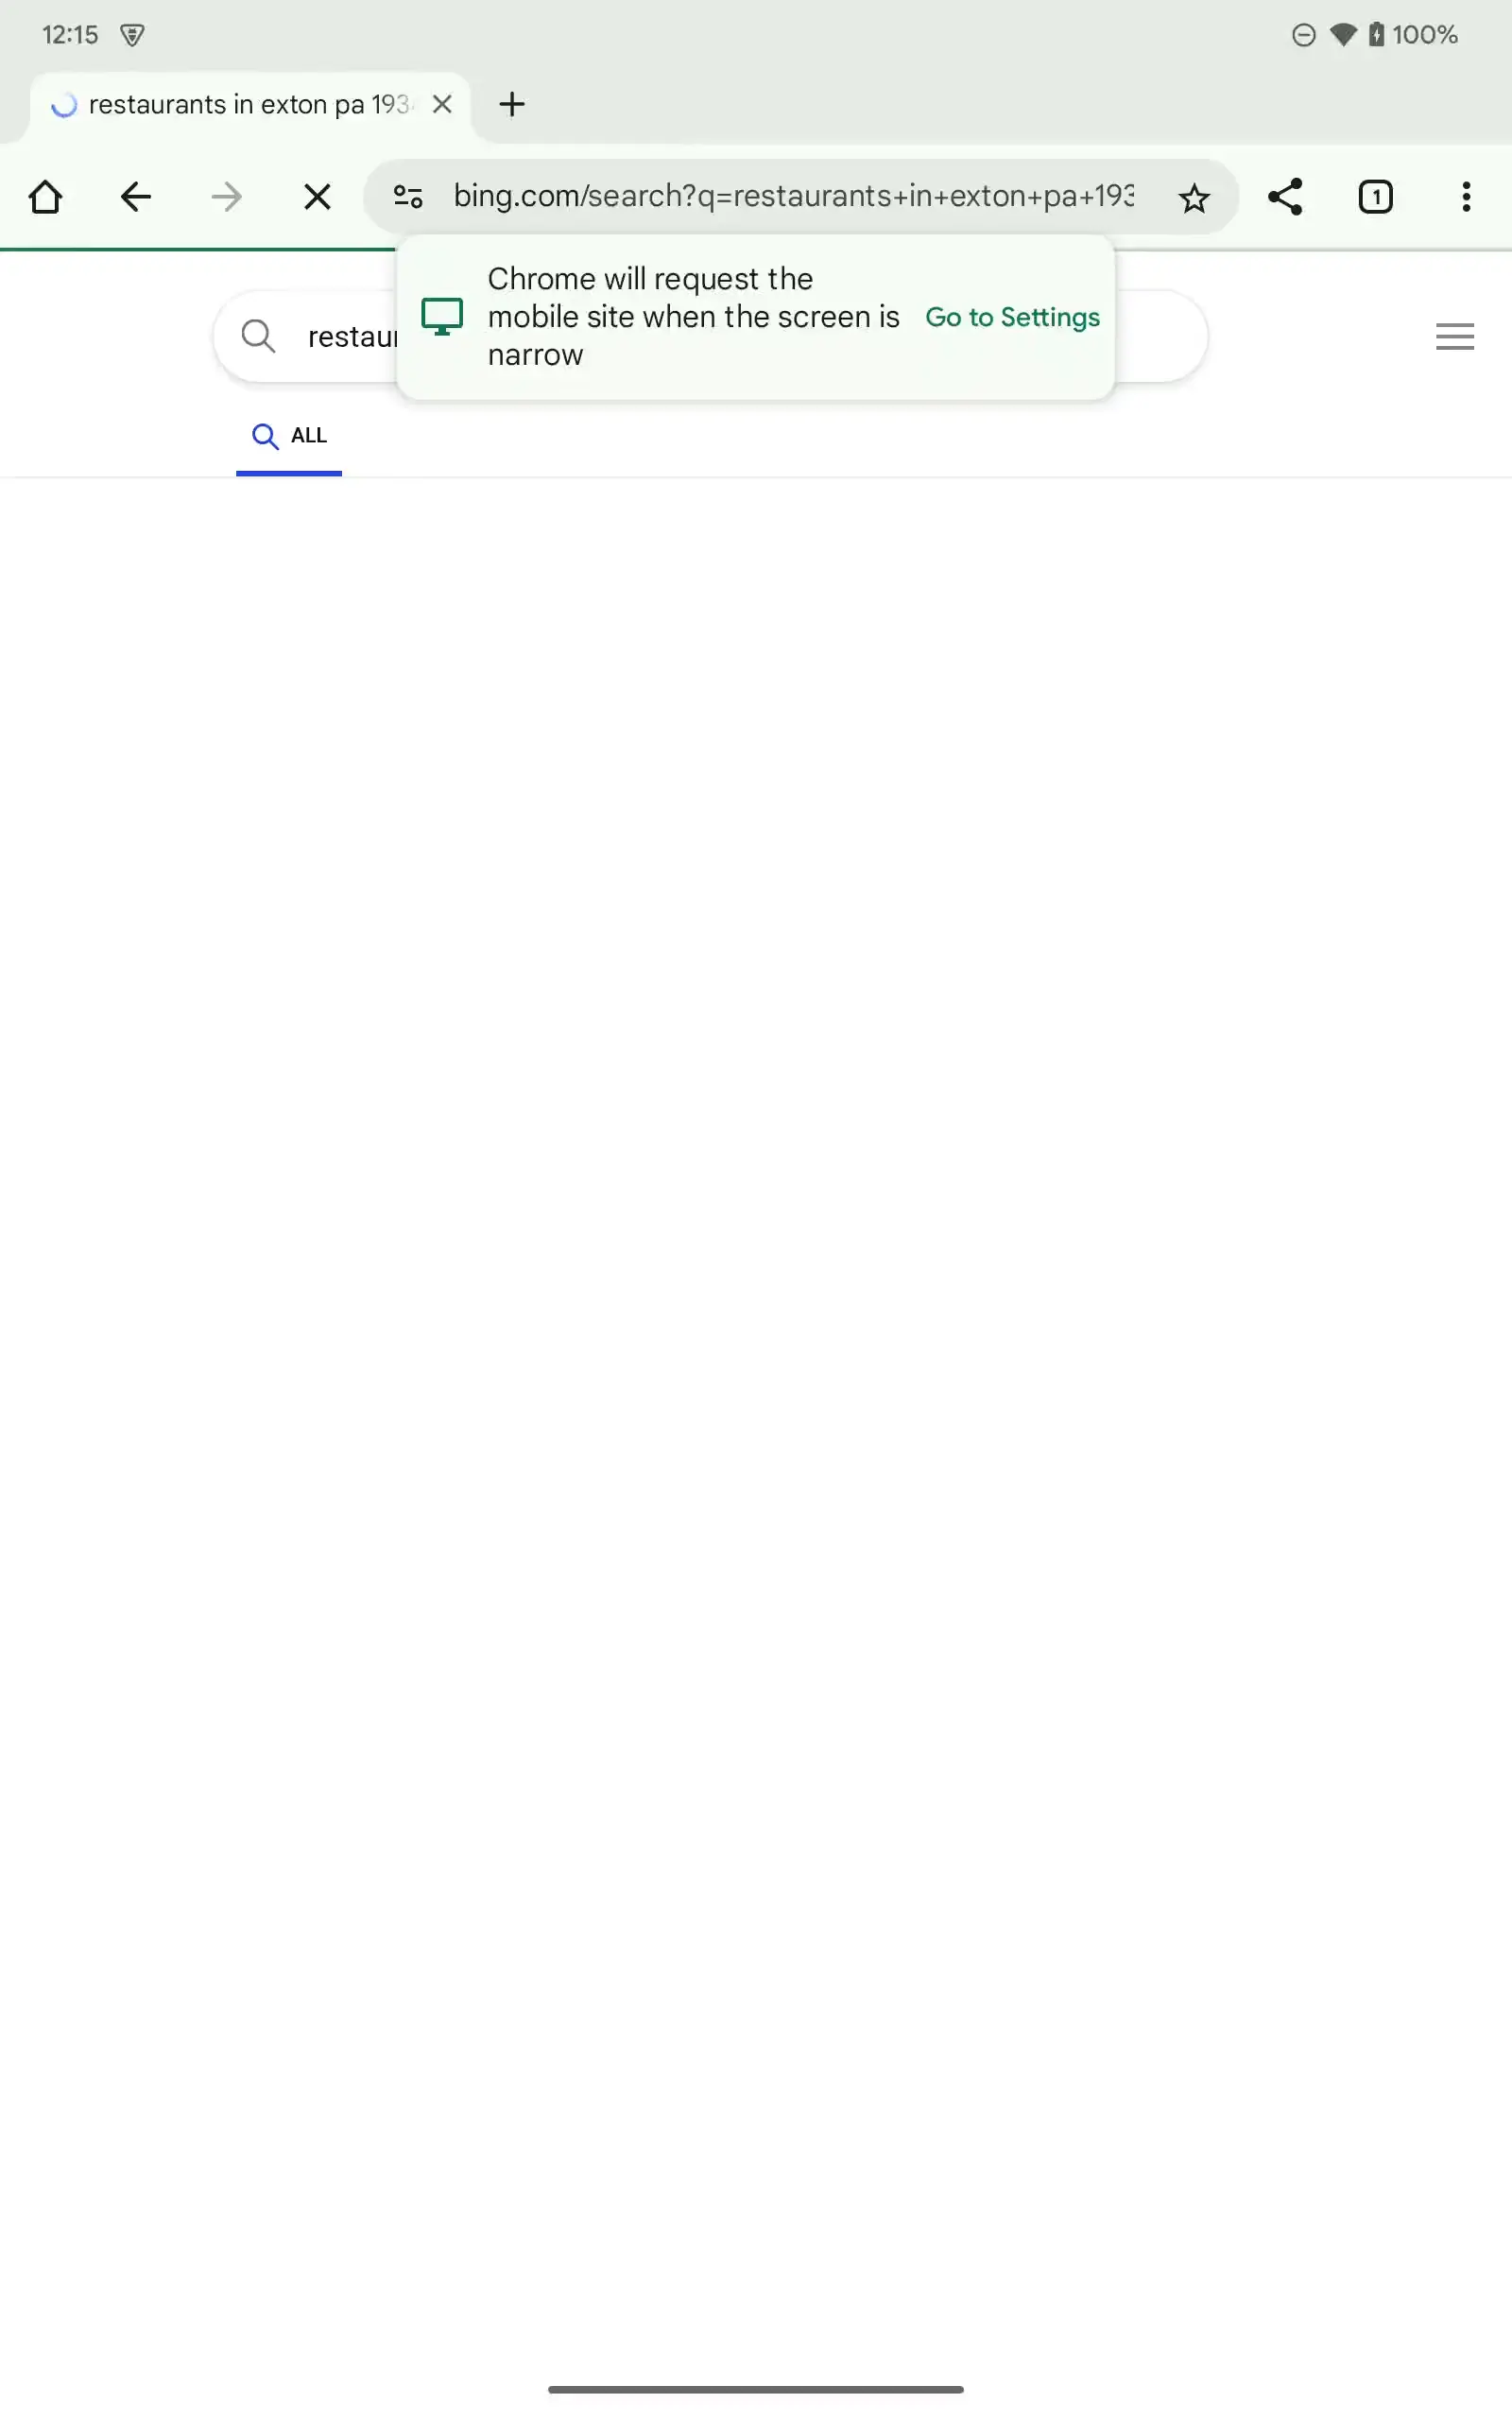 12:15
100%
restaurants in exton pa 193
bing.com/search?q=restaurants+in+exton+pa+193
1
Chrome will request the
mobile site when the screen is
narrow
Go to Settings
restaur
ALL